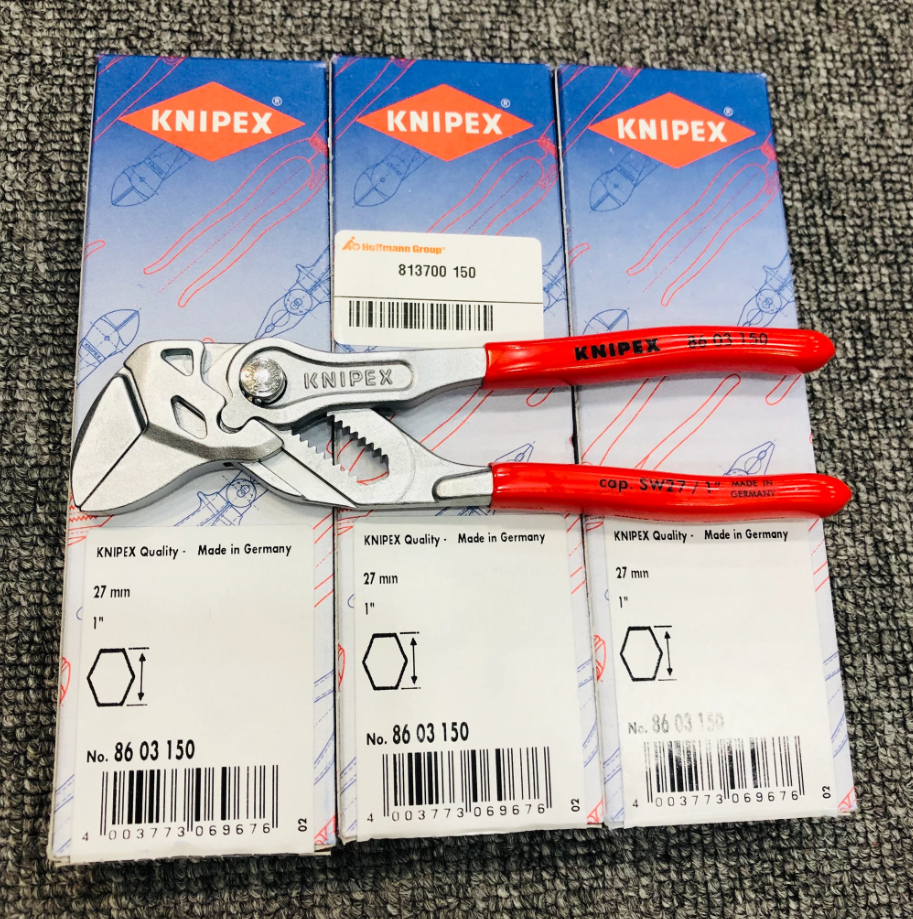 KNIPEX®
KNIPEX®
KNIPEX®
Hoffmann Group®
813700 150
KNIPEX
KNIPEX 86 03 150
cap. SW27 / 1" MADE IN
GERMANY
KNIPEX Quality - Made in Germany
27 mm
1"
No. 86 03 150
4 003773 069676
02
KNIPEX Quality - Made in Germany
27 mm
1"
No. 86 03 150
4 003773 069676
02
KNIPEX Quality - Made in Germany
27 mm
1"
No. 86 03 150
4 003773 069676
02